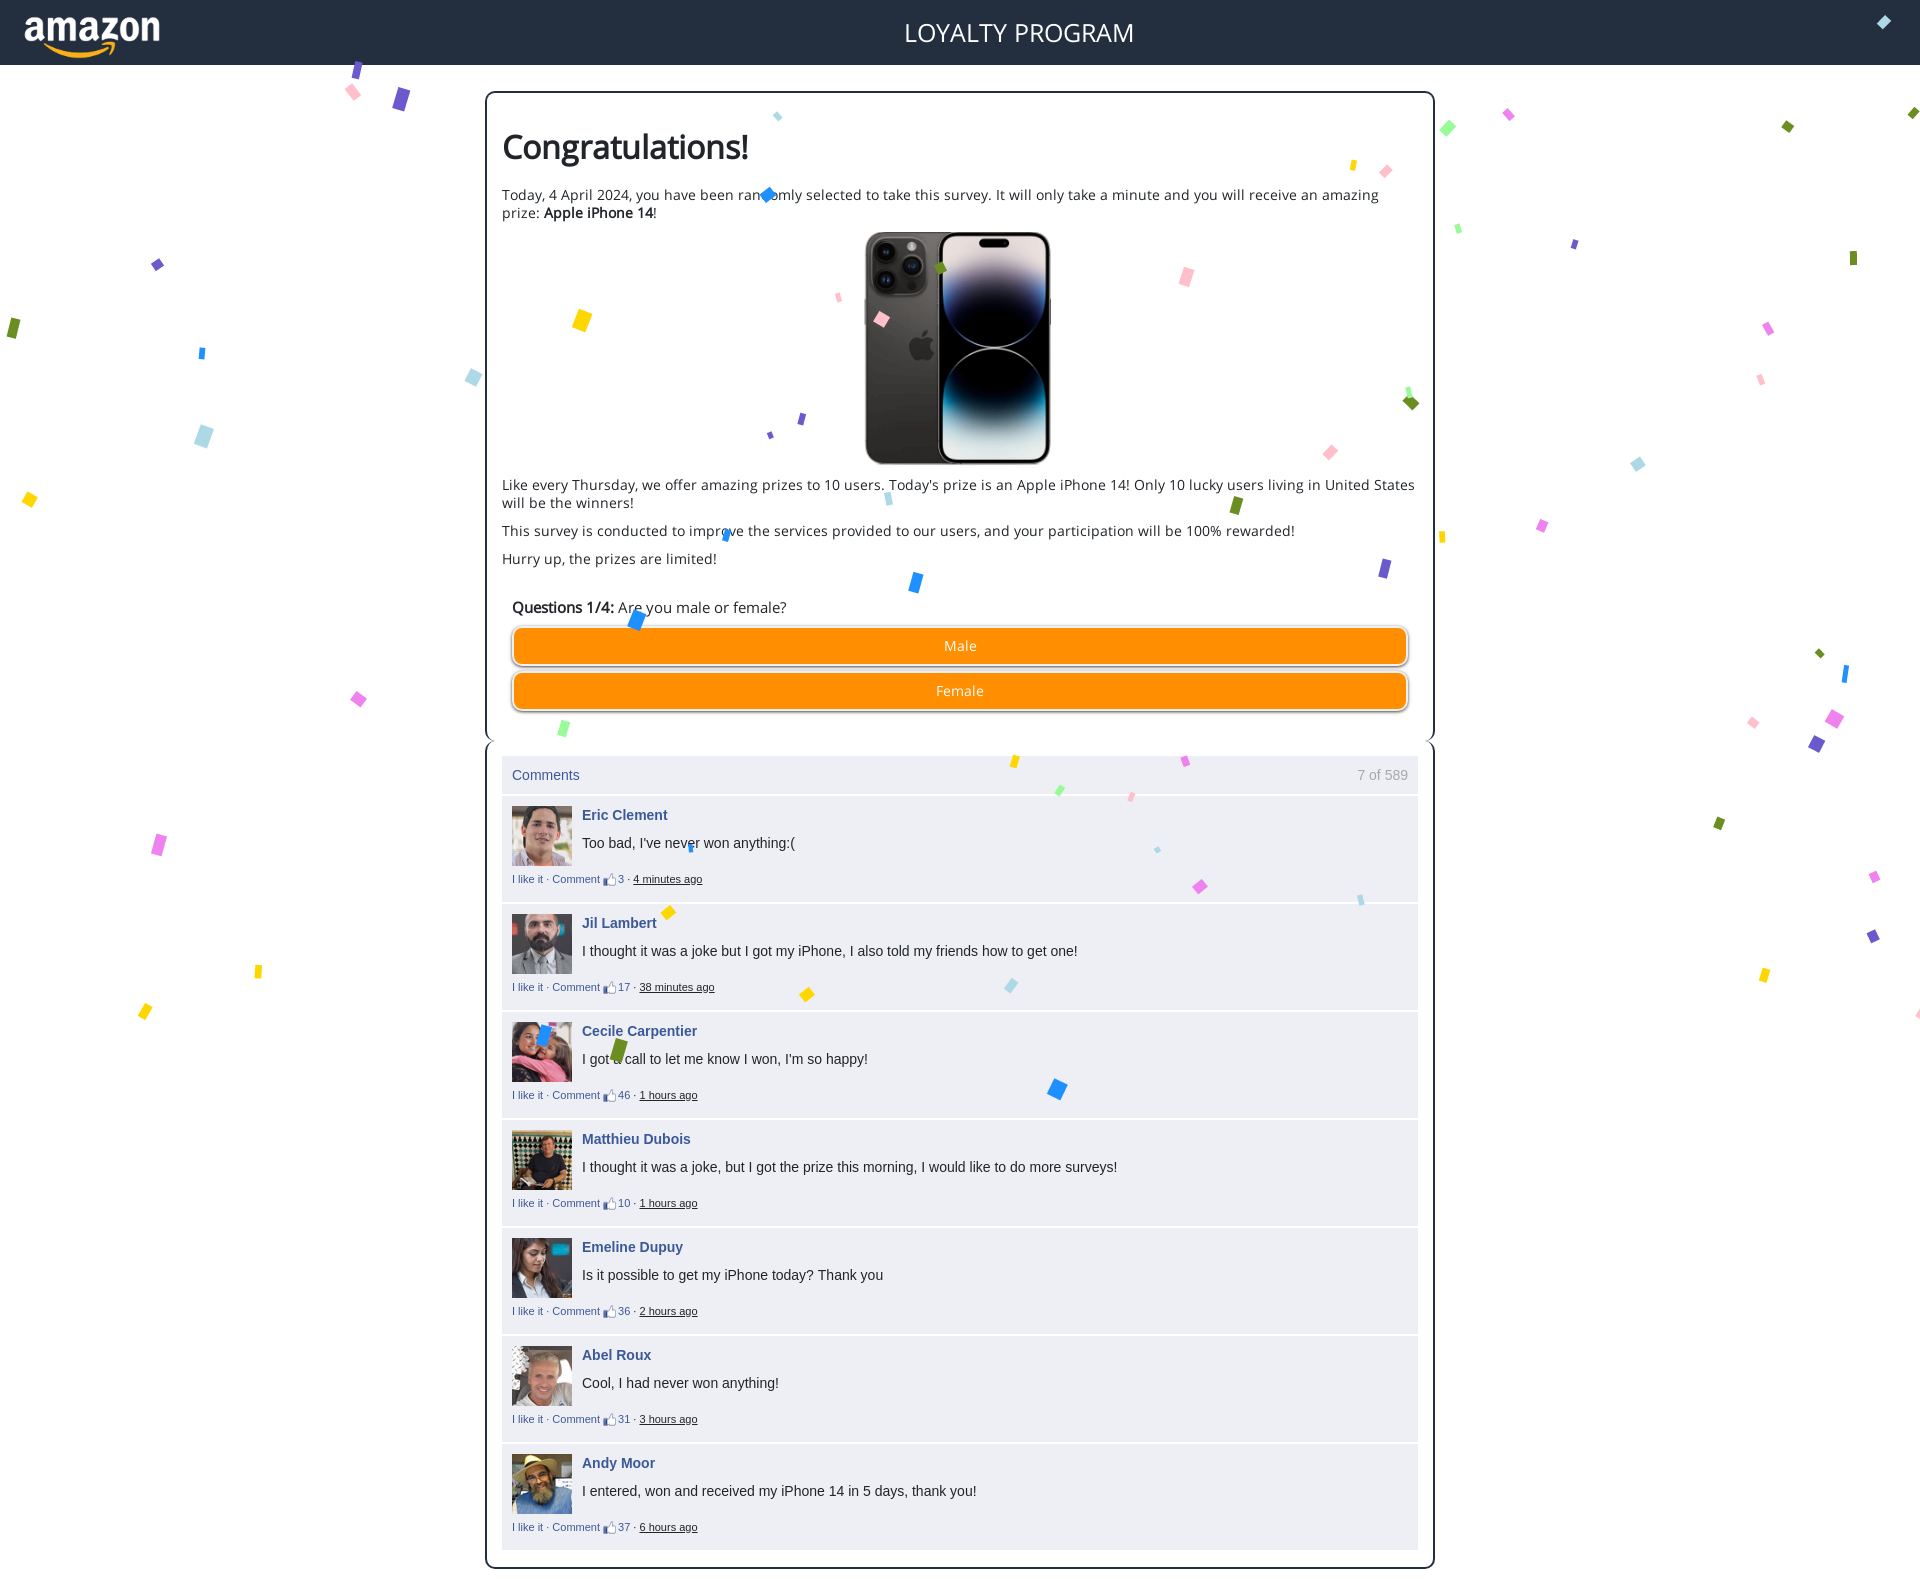 amazon
LOYALTY PROGRAM
Congratulations!
Today, 4 April 2024, you have been randomly selected to take this survey. It will only take a minute and you will receive an amazing
prize: Apple iPhone 14!
Like every Thursday, we offer amazing prizes to 10 users. Today's prize is an Apple iPhone 14! Only 10 lucky users living in United States
will be the winners!
This survey is conducted to improve the services provided to our users, and your participation will be 100% rewarded!
Hurry up, the prizes are limited!
Questions 1/4: Are you male or female?
Male
Female
Comments 7 of 589
Eric Clement
Too bad, I've never won anything:(
I like it · Comment 3 · 4 minutes ago
Jil Lambert
I thought it was a joke but I got my iPhone, I also told my friends how to get one!
I like it · Comment 17 · 38 minutes ago
Cecile Carpentier
I got a call to let me know I won, I'm so happy!
I like it · Comment 46 · 1 hours ago
Matthieu Dubois
I thought it was a joke, but I got the prize this morning, I would like to do more surveys!
I like it · Comment 10 · 1 hours ago
Emeline Dupuy
Is it possible to get my iPhone today? Thank you
I like it · Comment 36 · 2 hours ago
Abel Roux
Cool, I had never won anything!
I like it · Comment 31 · 3 hours ago
Andy Moor
I entered, won and received my iPhone 14 in 5 days, thank you!
I like it · Comment 37 · 6 hours ago